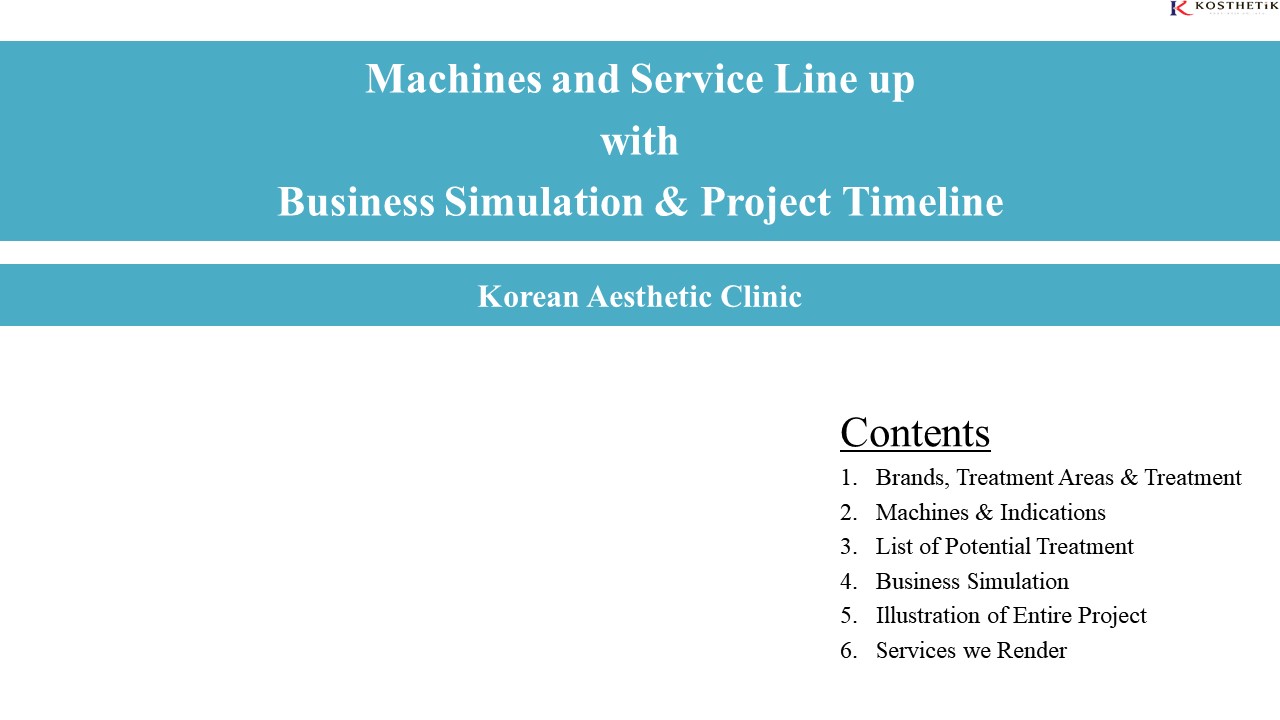 KOSTHETIK
Machines and Service Line up
with
Business Simulation & Project Timeline
Korean Aesthetic Clinic
Contents
1. Brands, Treatment Areas & Treatment
2. Machines & Indications
3. List of Potential Treatment
4. Business Simulation
5. Illustration of Entire Project
6. Services we Render